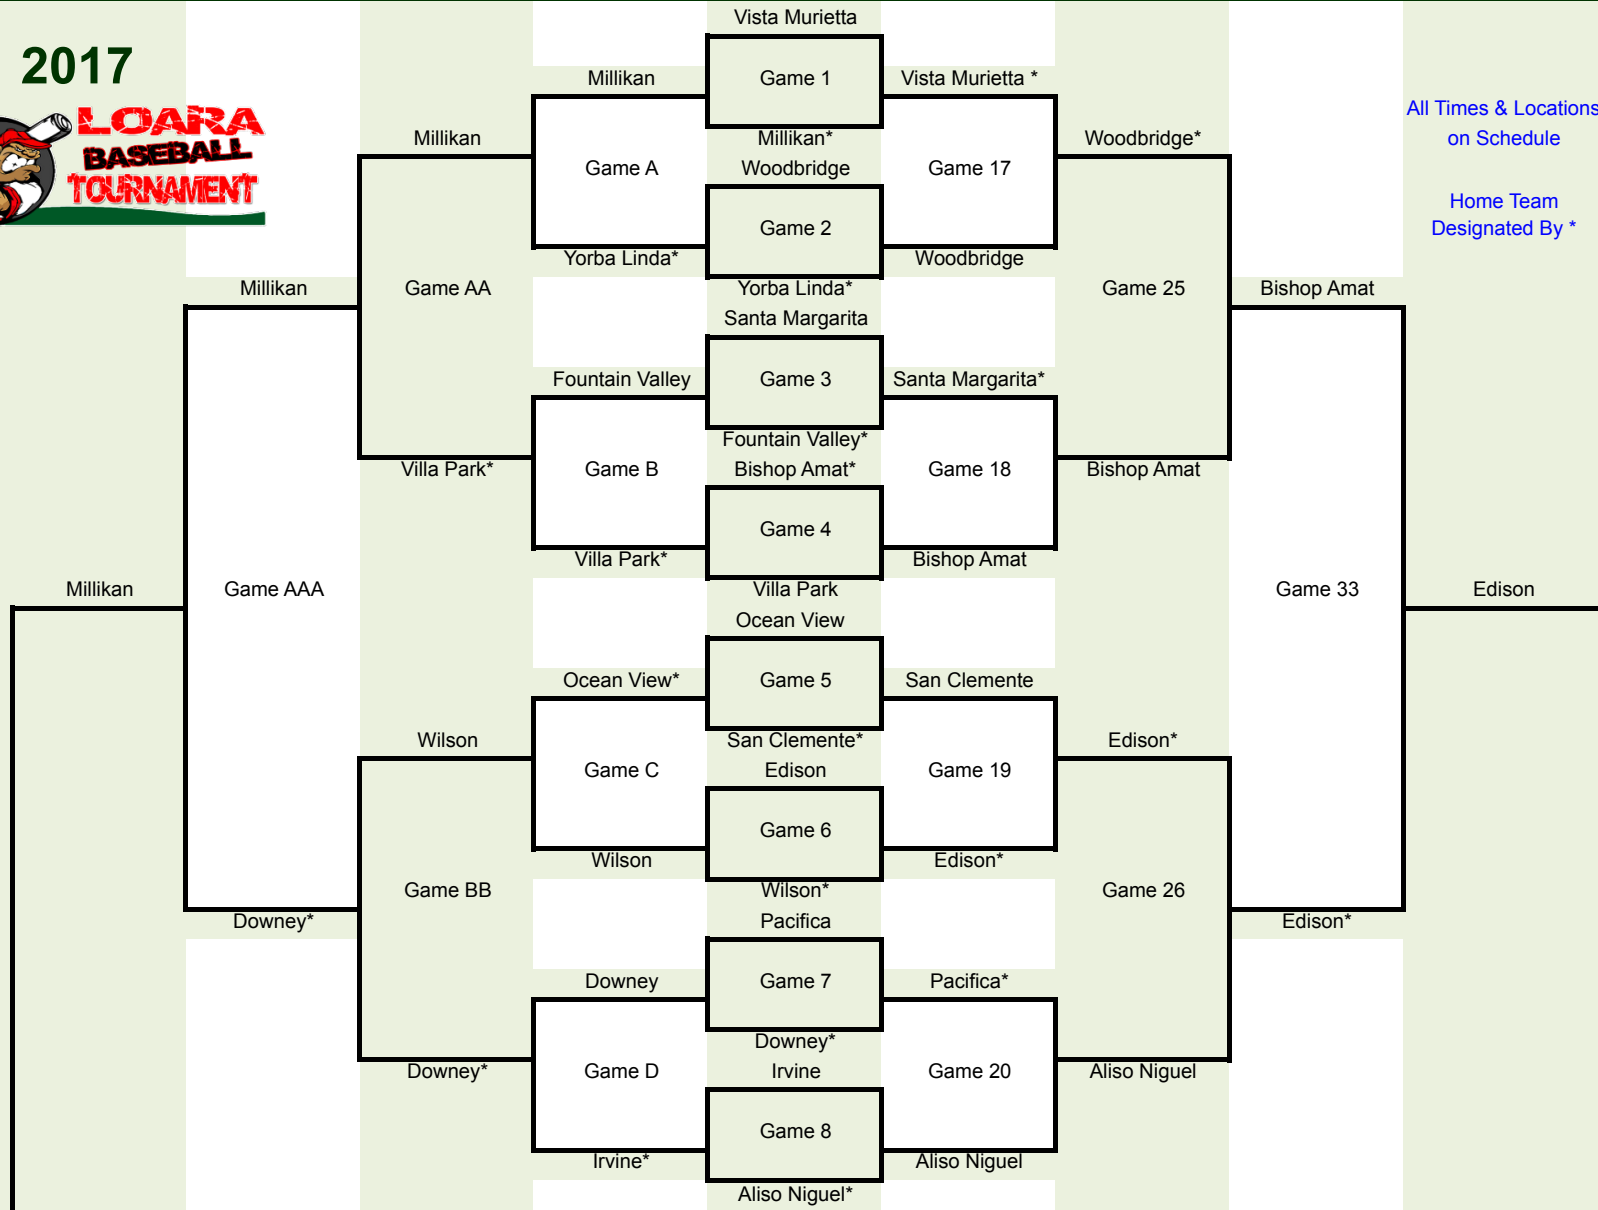 Vista Murietta
2017
Millikan
Game 1
Vista Murietta *
LOARA
BASEBALL
TOURNAMENT
All Times & Locations
on Schedule
Millikan
Millikan*
Woodbridge*
Game A
Woodbridge
Game 17
Home Team
Designated By *
Game 2
Yorba Linda*
Woodbridge
Millikan
Game AA
Yorba Linda*
Game 25
Bishop Amat
Santa Margarita
Fountain Valley
Game 3
Santa Margarita*
Fountain Valley*
Villa Park*
Game B
Bishop Amat*
Game 18
Bishop Amat
Game 4
Villa Park*
Bishop Amat
Millikan
Game AAA
Villa Park
Game 33
Edison
Ocean View
Ocean View*
Game 5
San Clemente
Wilson
San Clemente*
Edison*
Game C
Edison
Game 19
Game 6
Wilson
Edison*
Game BB
Wilson*
Game 26
Downey*
Pacifica
Edison*
Downey
Game 7
Pacifica*
Downey*
Downey*
Game D
Irvine
Game 20
Aliso Niguel
Game 8
Irvine*
Aliso Niguel
Aliso Niguel*